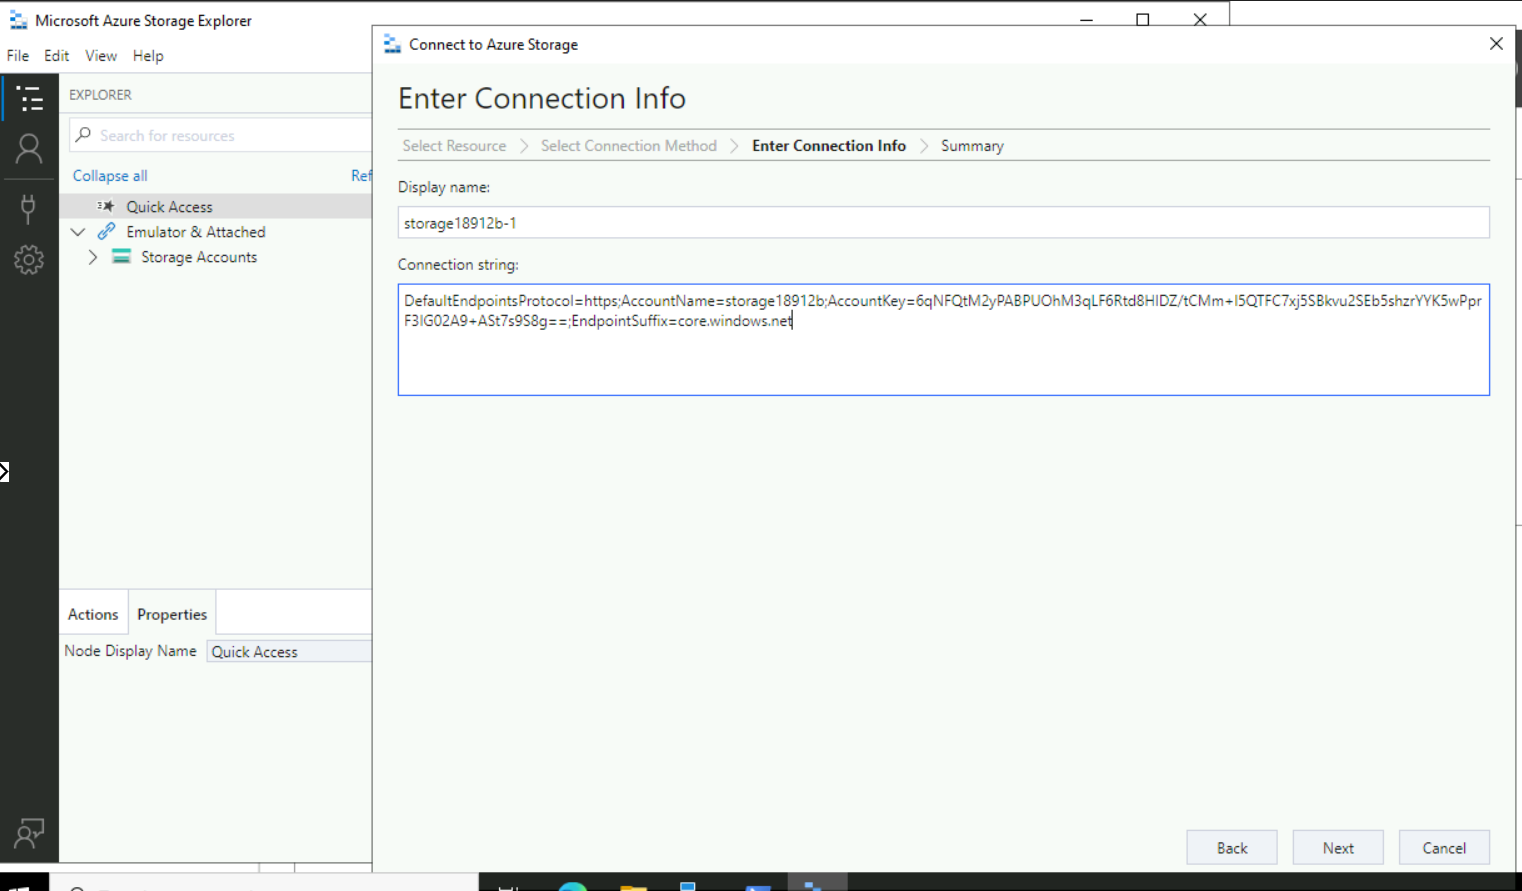 Microsoft Azure Storage Explorer
File Edit View Help
EXPLORER
Search for resources
Collapse all
Quick Access
Emulator & Attached
Storage Accounts
Actions Properties
Node Display Name Quick Access
Connect to Azure Storage
Enter Connection Info
Select Resource Select Connection Method Enter Connection Info Summary
Display name:
storage18912b-1
Connection string:
DefaultEndpointsProtocol=https;AccountName=storage18912b;AccountKey=6qNFQtM2yPABPUOhM3qLF6Rtd8HIDZ/tCMm+I5QTFC7xj5SBkvu2SEb5shzrYYK5wPpr
F3IG02A9+ASt7s9S8g==;EndpointSuffix=core.windows.net
Back Next Cancel